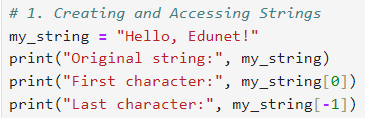 # 1. Creating and Accessing Strings
my_string = "Hello, Edunet!"
print("Original string:", my_string)
print("First character:", my_string[0])
print("Last character:", my_string[-1])